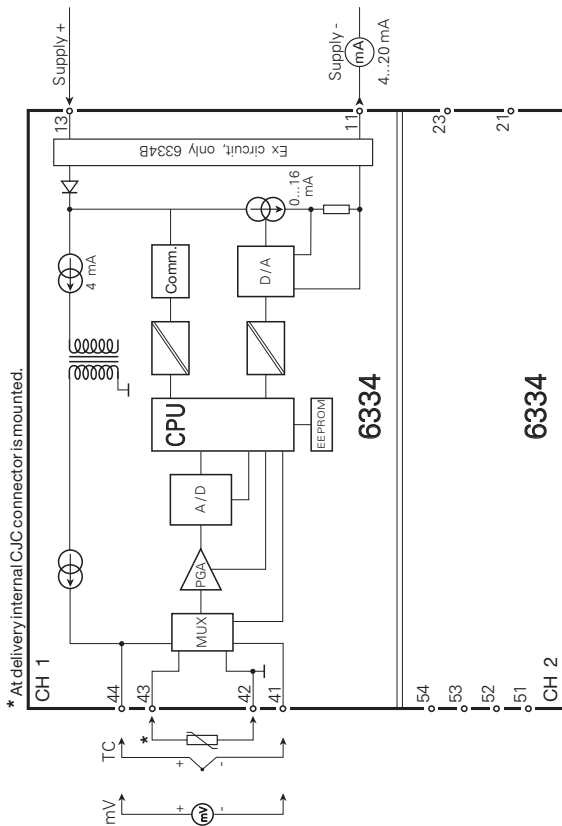 * At delivery internal CJC connector is mounted.
CH 1
Supply +
Supply -
mA
4...20 mA
13
11
Ex circuit, only 6334B
4 mA
0...16
mA
Comm.
D/A
CPU
EEPROM
A/D
PGA
MUX
44
43
42
41
TC
+
-
*
mV
+
mV
-
6334
23
21
54
53
52
51
CH 2
6334